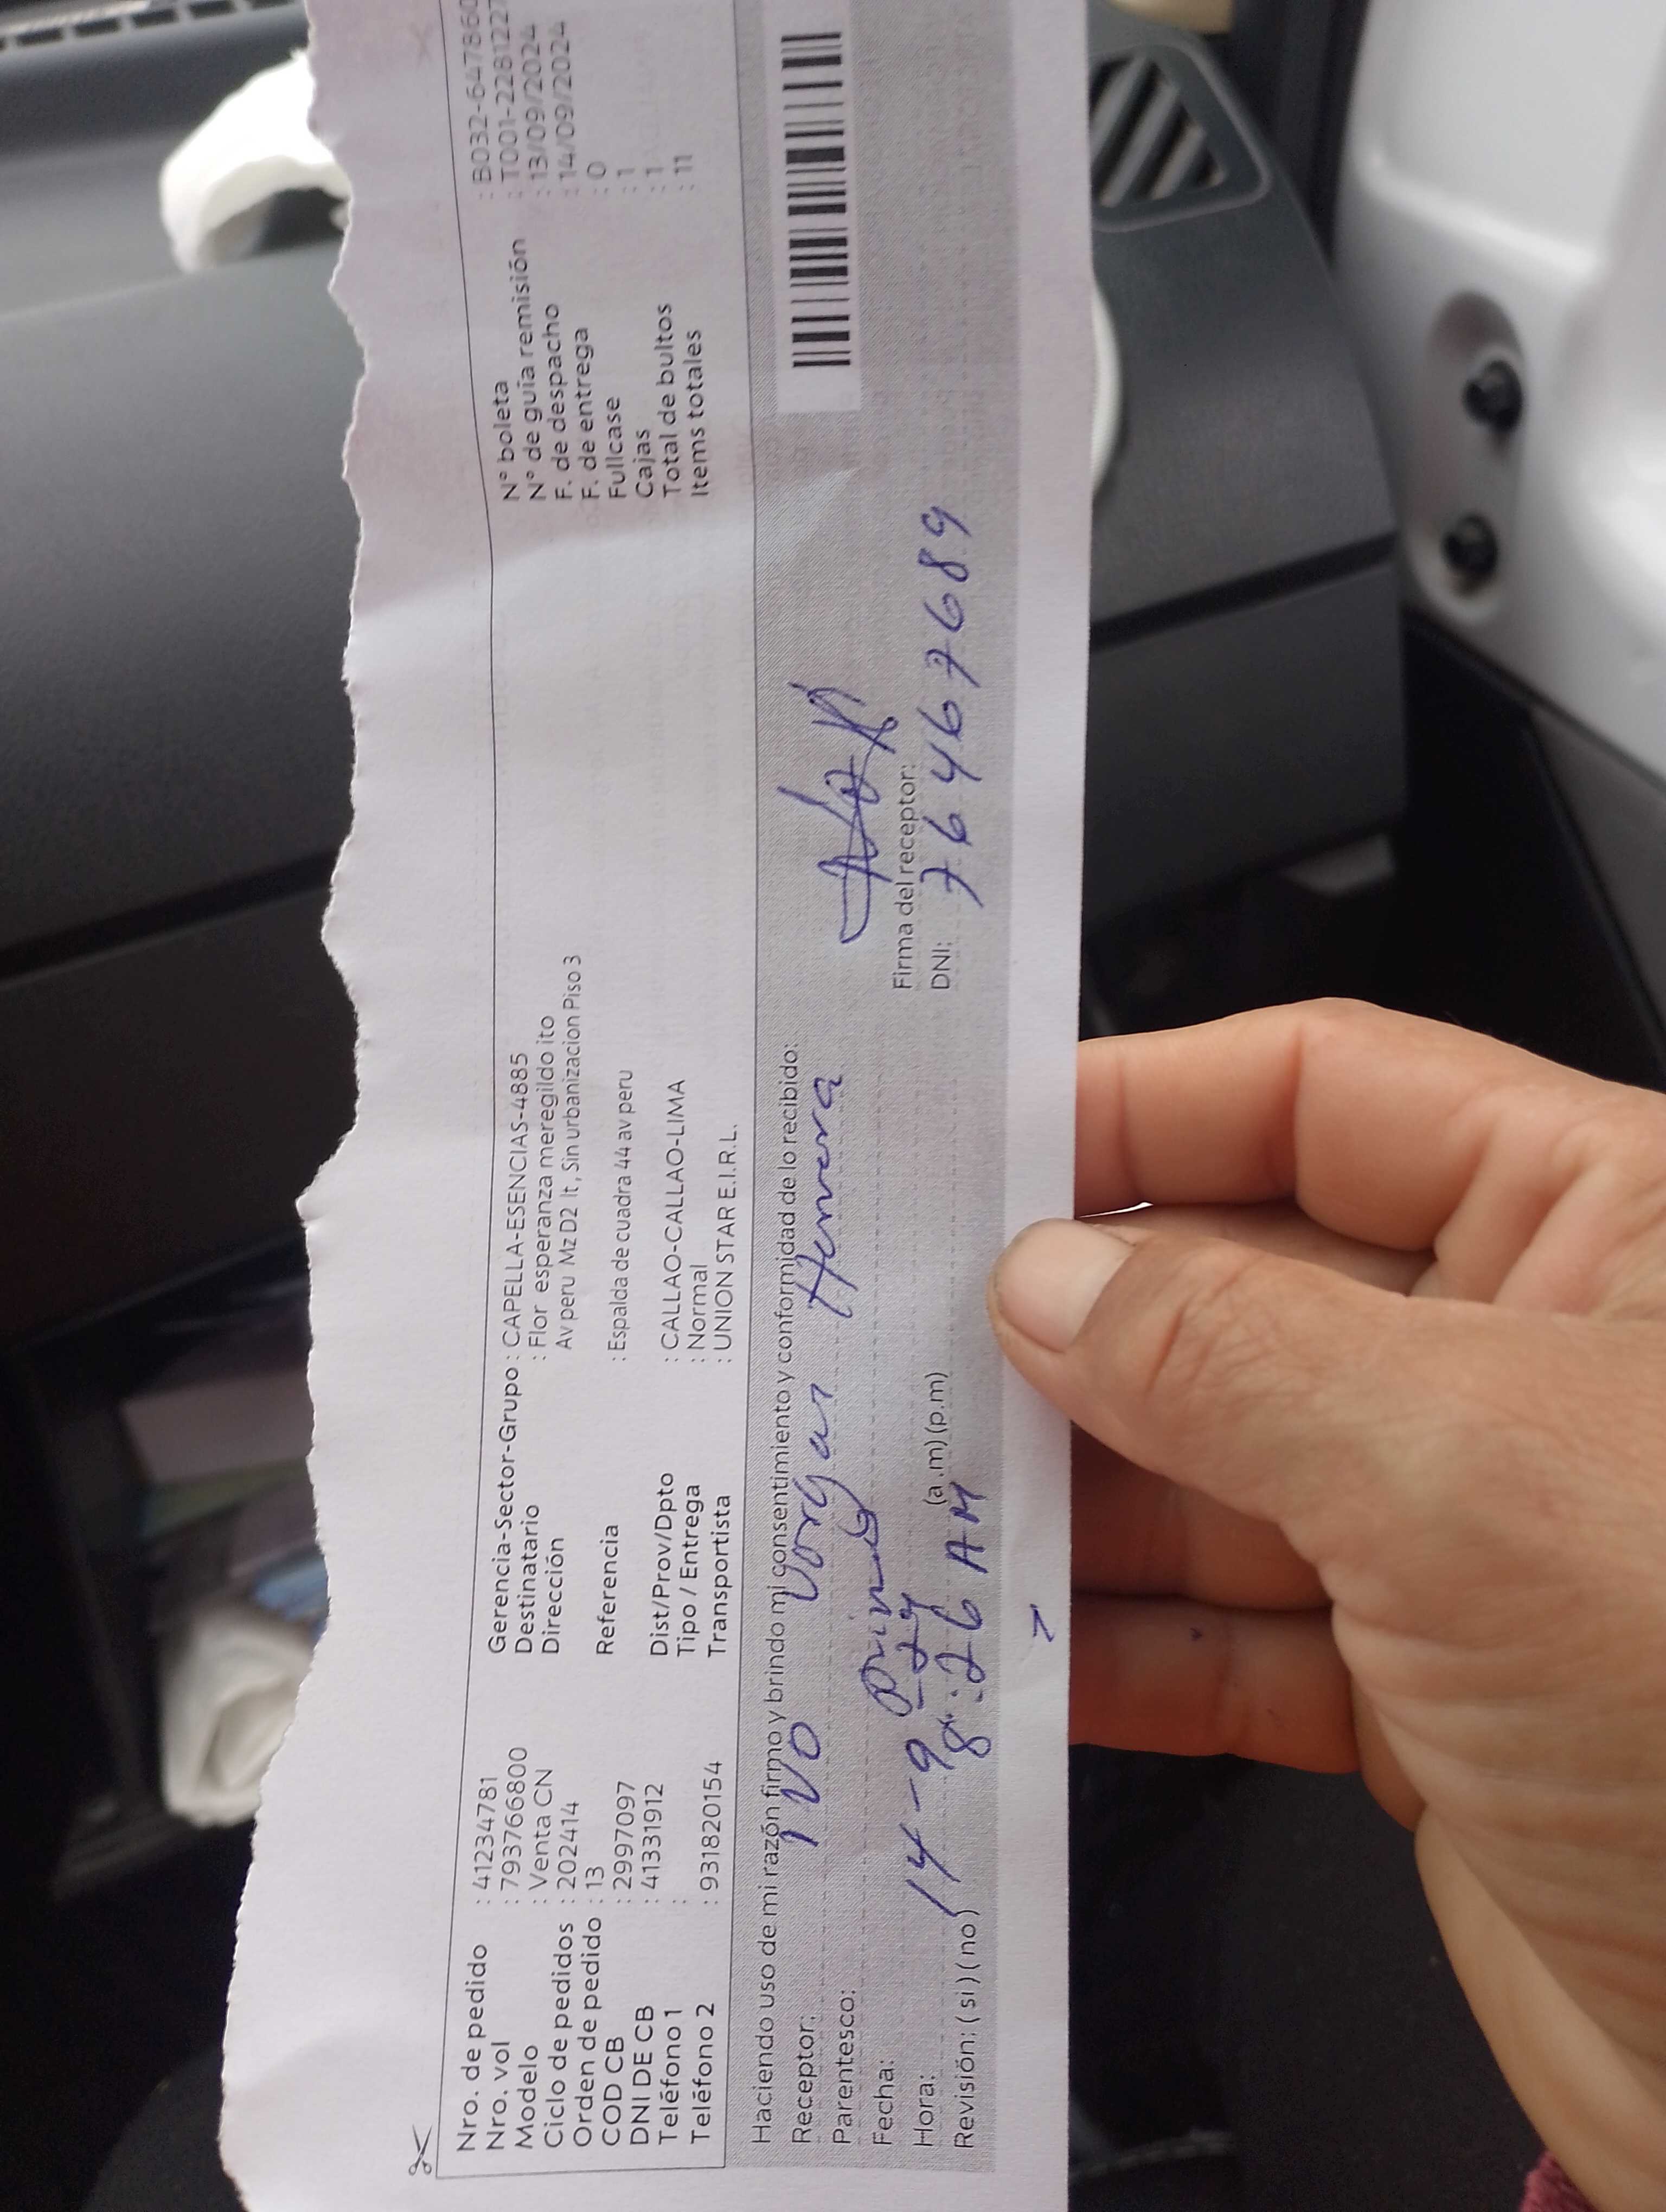 Nro. de pedido : 41234781
Nro. vol : 79376766800
Modelo : Venta CN
Ciclo de pedidos : 202414
Orden de pedido : 13
COD CB : 2997097
DNI DE CB : 41331912
Teléfono 1 :
Teléfono 2 : 931820154
Gerencia-Sector-Grupo : CAPELLA-ESENCIAS-4885
Destinatario : Flor esperanza meregildo ito
Dirección Av peru Mz D2 lt , Sin urbanizacion Piso 3
Referencia : Espalda de cuadra 44 av peru
Dist/Prov/Dpto : CALLAO-CALLAO-LIMA
Tipo / Entrega : Normal
Transportista : UNION STAR E.I.R.L.
N° boleta : B032-647860
N° de guía remisión : T001-2281227
F. de despacho : 13/09/2024
F. de entrega : 14/09/2024
Fullcase : 0
Cajas : 1
Total de bultos : 1
Items totales : 11
Haciendo uso de mi razón firmo y brindo mi consentimiento y conformidad de lo recibido:
Receptor:
Parentesco:
Fecha: 14-9-24
Hora: 8:26 AM (a .m) (p.m)
Revisión: ( si ) ( no )
Firma del receptor:
DNI: 76467689